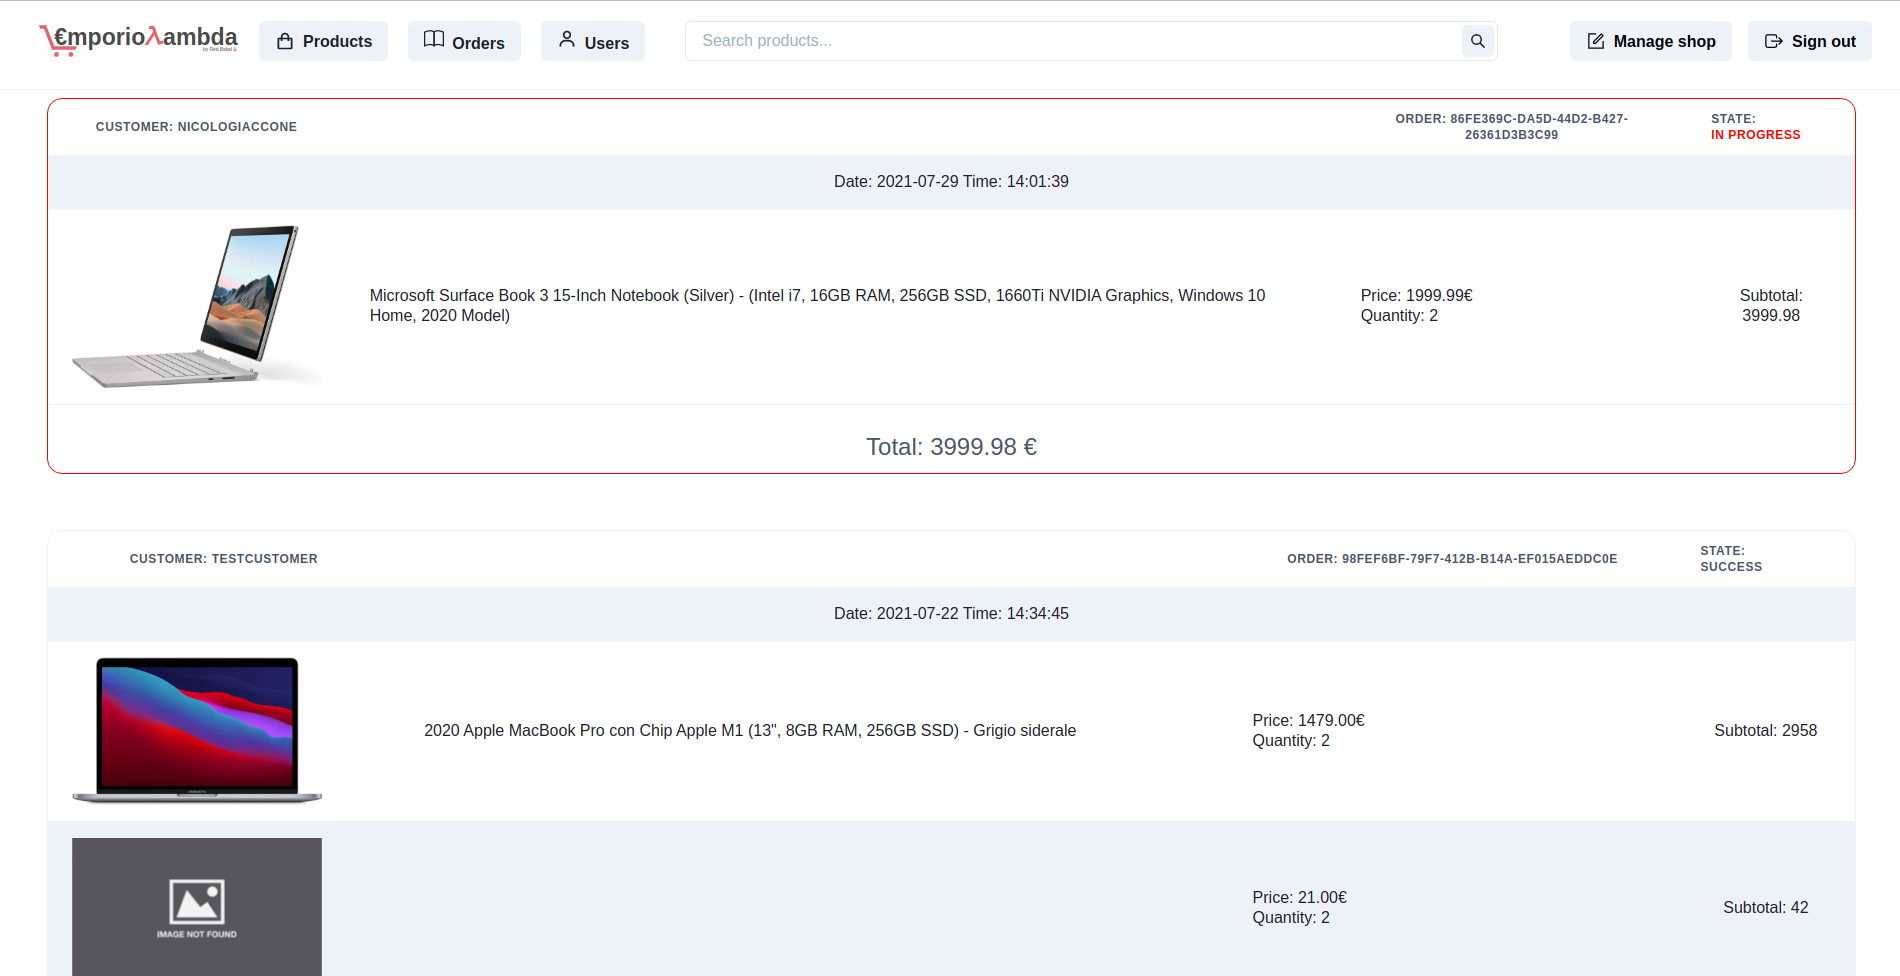 €mporioλambda
by Red Babel &
Products
Orders
Users
Search products...
Manage shop
Sign out
CUSTOMER: NICOLOGIACCONE
ORDER: 86FE369C-DA5D-44D2-B427-
26361D3B3C99
STATE:
IN PROGRESS
Date: 2021-07-29 Time: 14:01:39
Microsoft Surface Book 3 15-Inch Notebook (Silver) - (Intel i7, 16GB RAM, 256GB SSD, 1660Ti NVIDIA Graphics, Windows 10
Home, 2020 Model)
Price: 1999.99€
Quantity: 2
Subtotal:
3999.98
Total: 3999.98 €
CUSTOMER: TESTCUSTOMER
ORDER: 98FEF6BF-79F7-412B-B14A-EF015AEDDC0E
STATE:
SUCCESS
Date: 2021-07-22 Time: 14:34:45
2020 Apple MacBook Pro con Chip Apple M1 (13", 8GB RAM, 256GB SSD) - Grigio siderale
Price: 1479.00€
Quantity: 2
Subtotal: 2958
IMAGE NOT FOUND
Price: 21.00€
Quantity: 2
Subtotal: 42